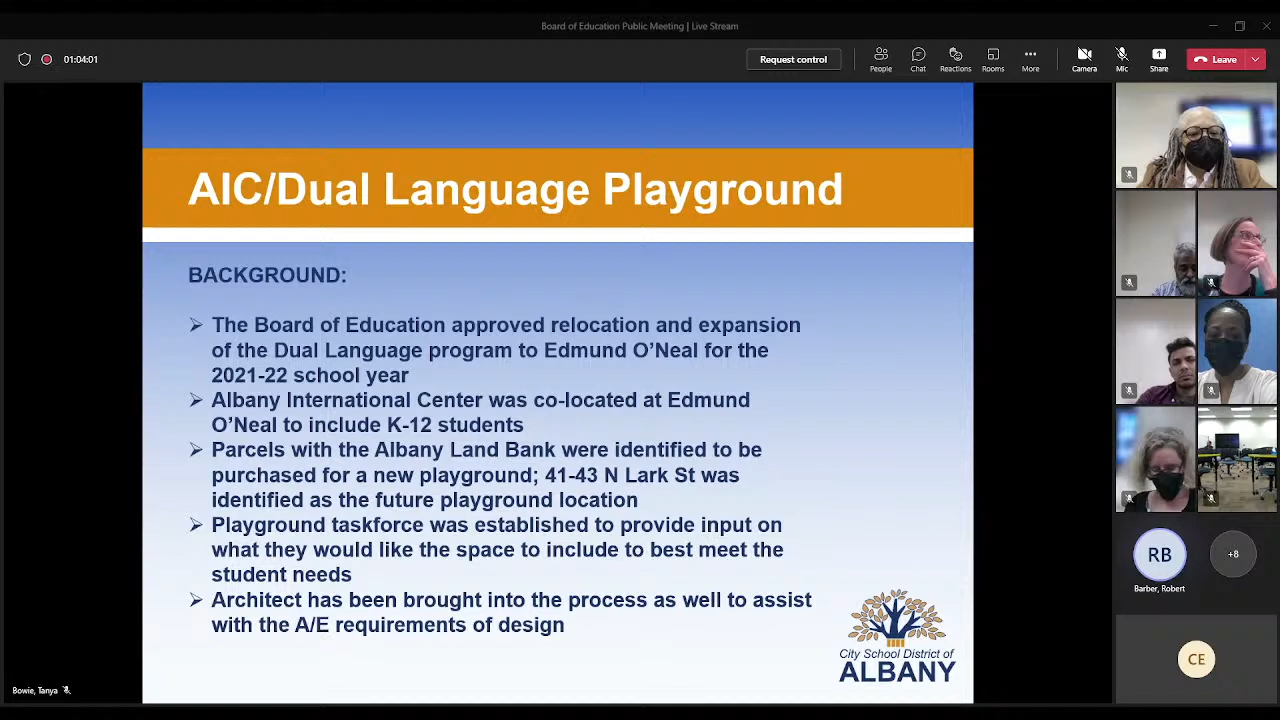 Board of Education Public Meeting | Live Stream
01:04:01
Request control
People
Chat
Reactions
Rooms
More
Camera
Mic
Share
Leave
AIC/Dual Language Playground
BACKGROUND:
The Board of Education approved relocation and expansion
of the Dual Language program to Edmund O’Neal for the
2021-22 school year
Albany International Center was co-located at Edmund
O’Neal to include K-12 students
Parcels with the Albany Land Bank were identified to be
purchased for a new playground; 41-43 N Lark St was
identified as the future playground location
Playground taskforce was established to provide input on
what they would like the space to include to best meet the
student needs
Architect has been brought into the process as well to assist
with the A/E requirements of design
City School District of
ALBANY
Bowie, Tanya
RB
+8
Barber, Robert
CE